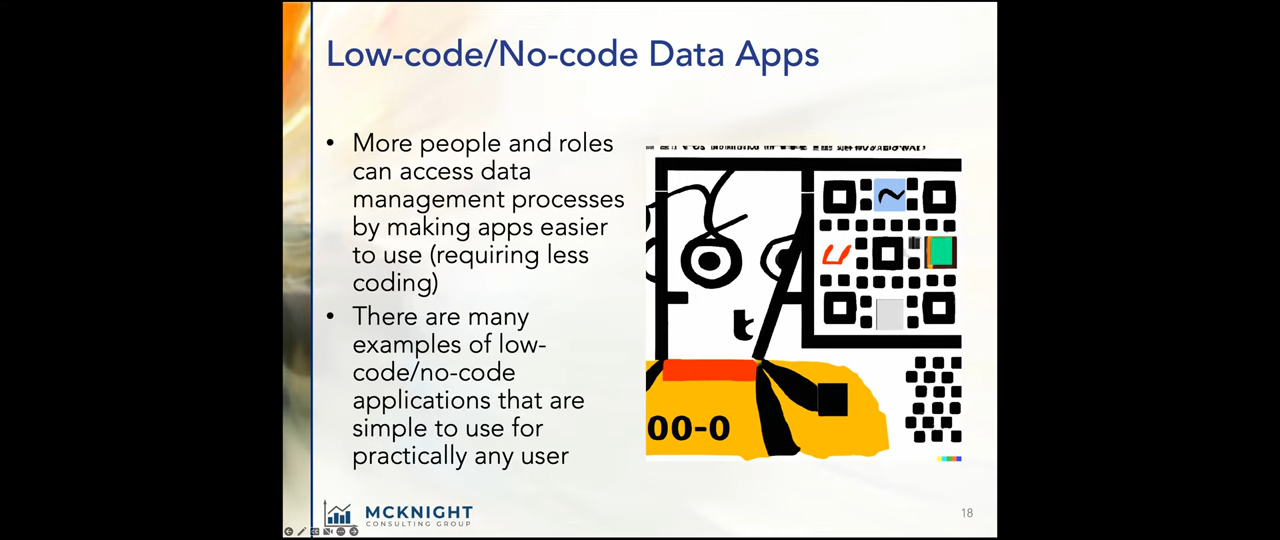 Low-code/No-code Data Apps
• More people and roles
can access data
management processes
by making apps easier
to use (requiring less
coding)
• There are many
examples of low-
code/no-code
applications that are
simple to use for
practically any user
t
00-0
MCKNIGHT
CONSULTING GROUP
18